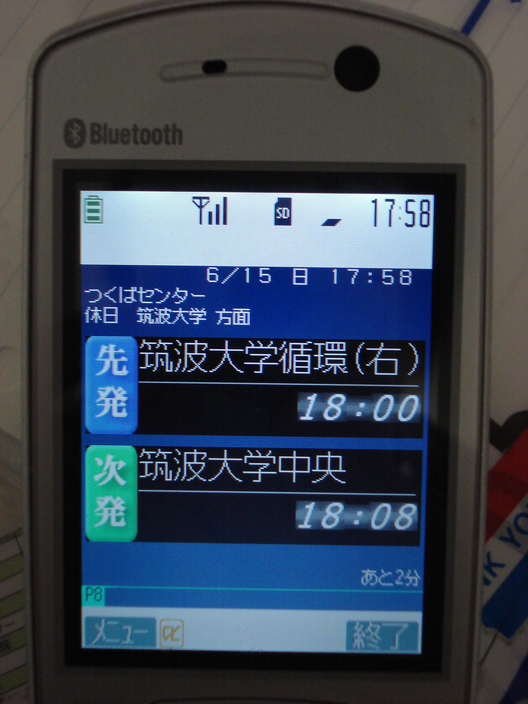 Bluetooth
SD 17:58
6/15 日 17:58
つくばセンター
休日 筑波大学 方面
先発 筑波大学循環(右)
18:00
次発 筑波大学中央
18:08
あと2分
P8
メニュー 終了